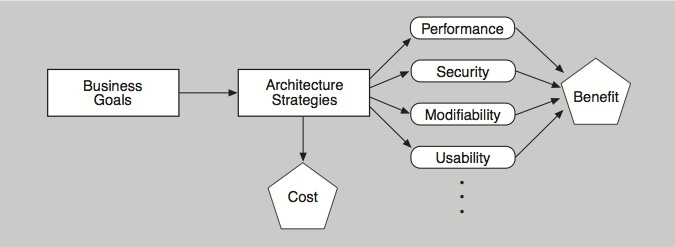 Business
Goals
Architecture
Strategies
Performance
Security
Modifiability
Usability
Benefit
Cost